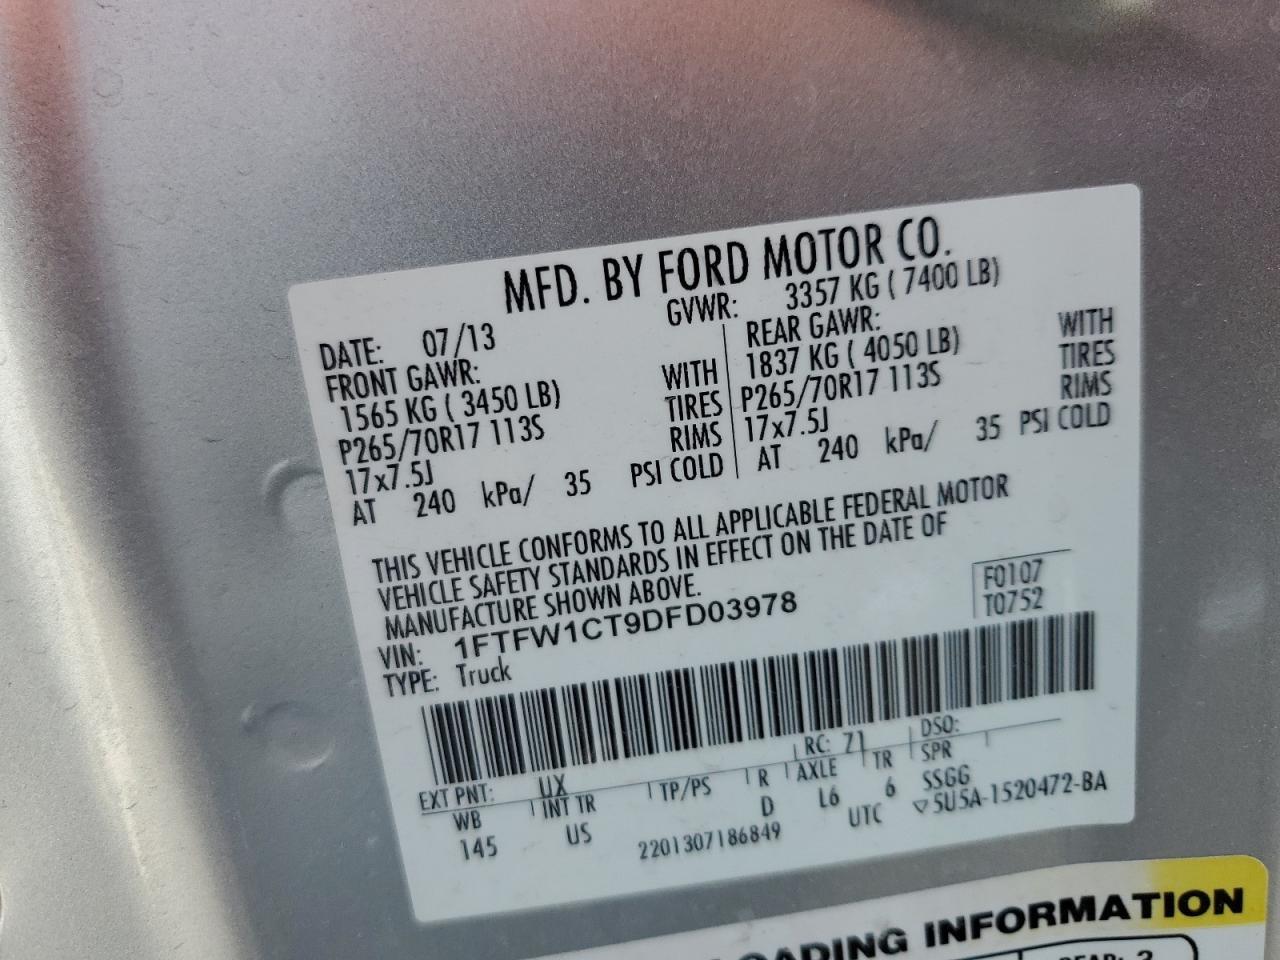 MFD. BY FORD MOTOR CO.
DATE: 07/13 GVWR: 3357 KG ( 7400 LB)
FRONT GAWR: REAR GAWR:
1565 KG ( 3450 LB) WITH 1837 KG ( 4050 LB) WITH
P265/70R17 113S TIRES P265/70R17 113S TIRES
17x7.5J RIMS 17x7.5J RIMS
AT 240 kPa/ 35 PSI COLD AT 240 kPa/ 35 PSI COLD
THIS VEHICLE CONFORMS TO ALL APPLICABLE FEDERAL MOTOR
VEHICLE SAFETY STANDARDS IN EFFECT ON THE DATE OF
MANUFACTURE SHOWN ABOVE.
F0107
VIN: 1FTFW1CT9DFD03978
T0752
TYPE: Truck
EXT PNT: UX RC: 71 DSO:
WB INT TR TP/PS R AXLE TR SPR
145 US D L6 6 SSGG
2201307186849 UTC ▽5U5A-1520472-BA
OADING INFORMATION